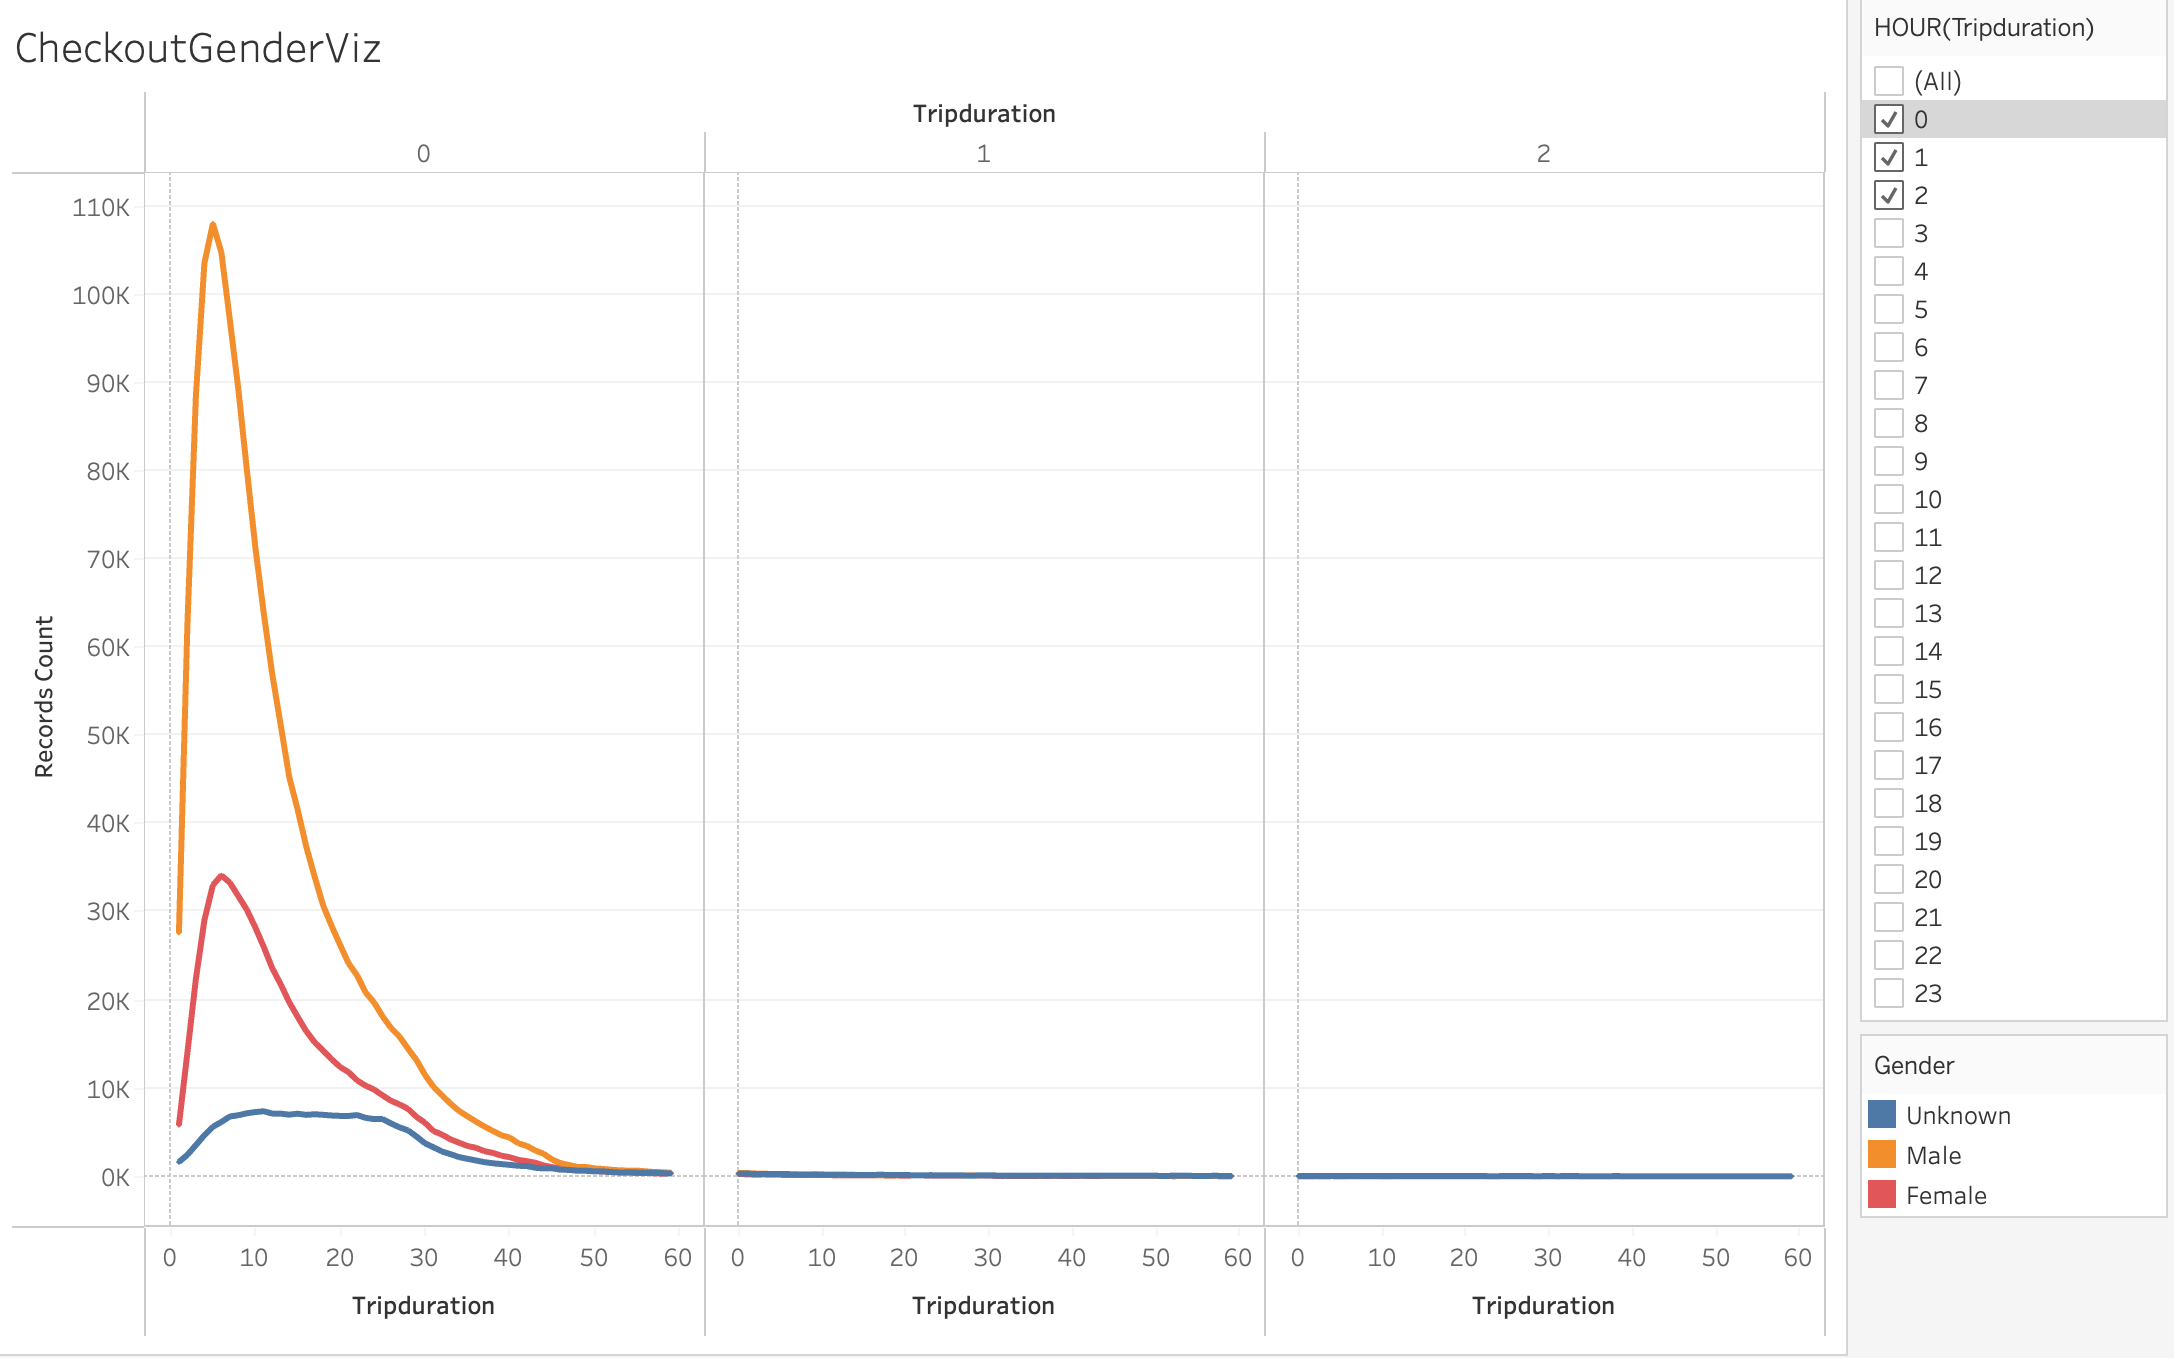 CheckoutGenderViz
Tripduration
0 1 2
110K
100K
90K
80K
70K
60K
50K
40K
30K
20K
10K
0K
Records Count
0 10 20 30 40 50 60 0 10 20 30 40 50 60 0 10 20 30 40 50 60
Tripduration Tripduration Tripduration
HOUR(Tripduration)
(All)
0
1
2
3
4
5
6
7
8
9
10
11
12
13
14
15
16
17
18
19
20
21
22
23
Gender
Unknown
Male
Female